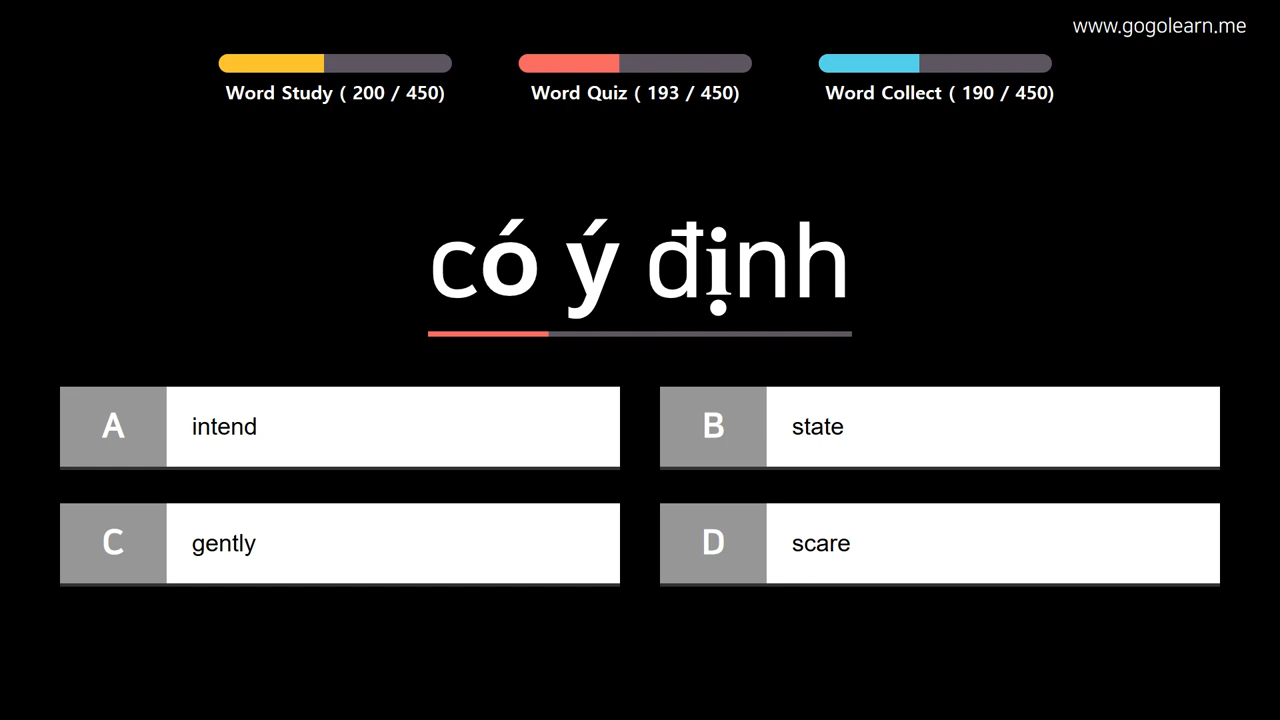 www.gogolearn.me
Word Study ( 200 / 450)
Word Quiz ( 193 / 450)
Word Collect ( 190 / 450)
có ý định
A intend
B state
C gently
D scare